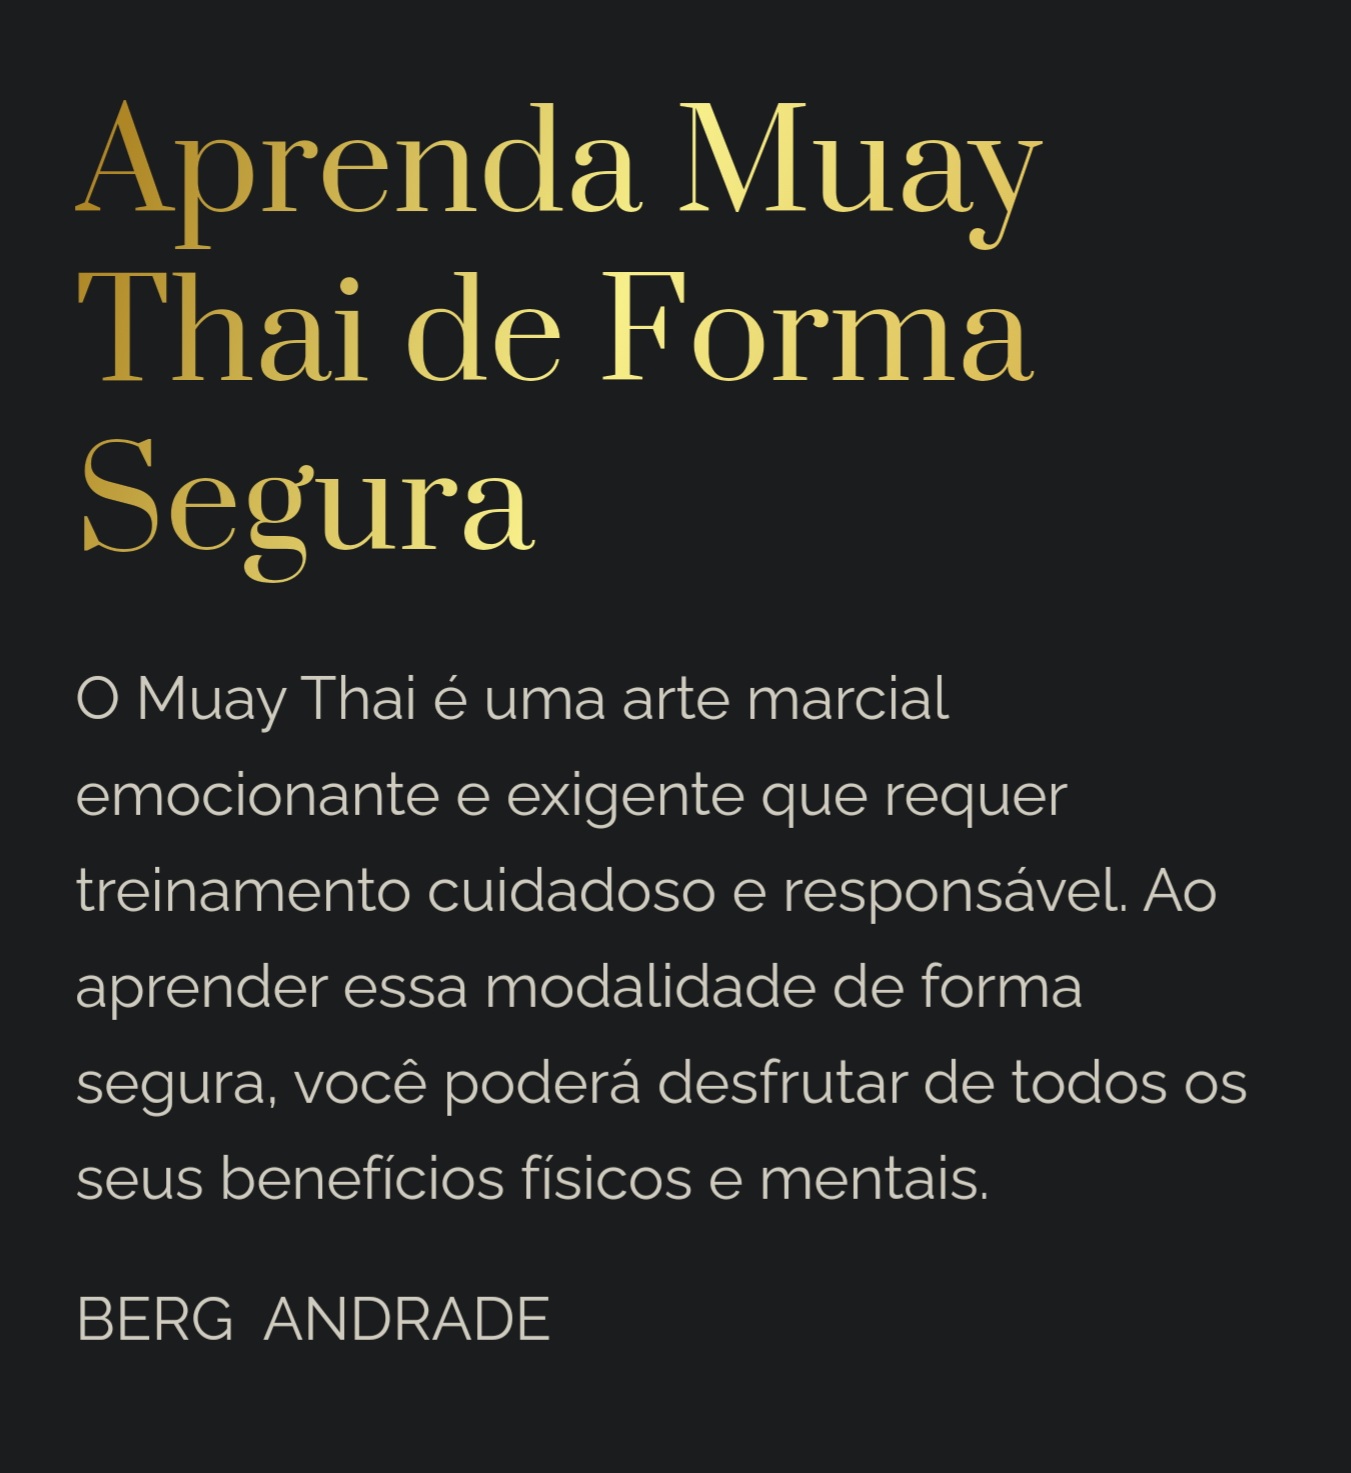 Aprenda Muay
Thai de Forma
Segura
O Muay Thai é uma arte marcial
emocionante e exigente que requer
treinamento cuidadoso e responsável. Ao
aprender essa modalidade de forma
segura, você poderá desfrutar de todos os
seus benefícios físicos e mentais.
BERG  ANDRADE